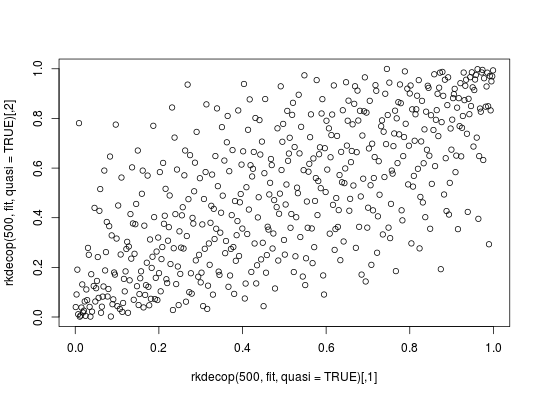 rkdecop(500, fit, quasi = TRUE)[,2]
1.0
0.8
0.6
0.4
0.2
0.0
0.0 0.2 0.4 0.6 0.8 1.0
rkdecop(500, fit, quasi = TRUE)[,1]